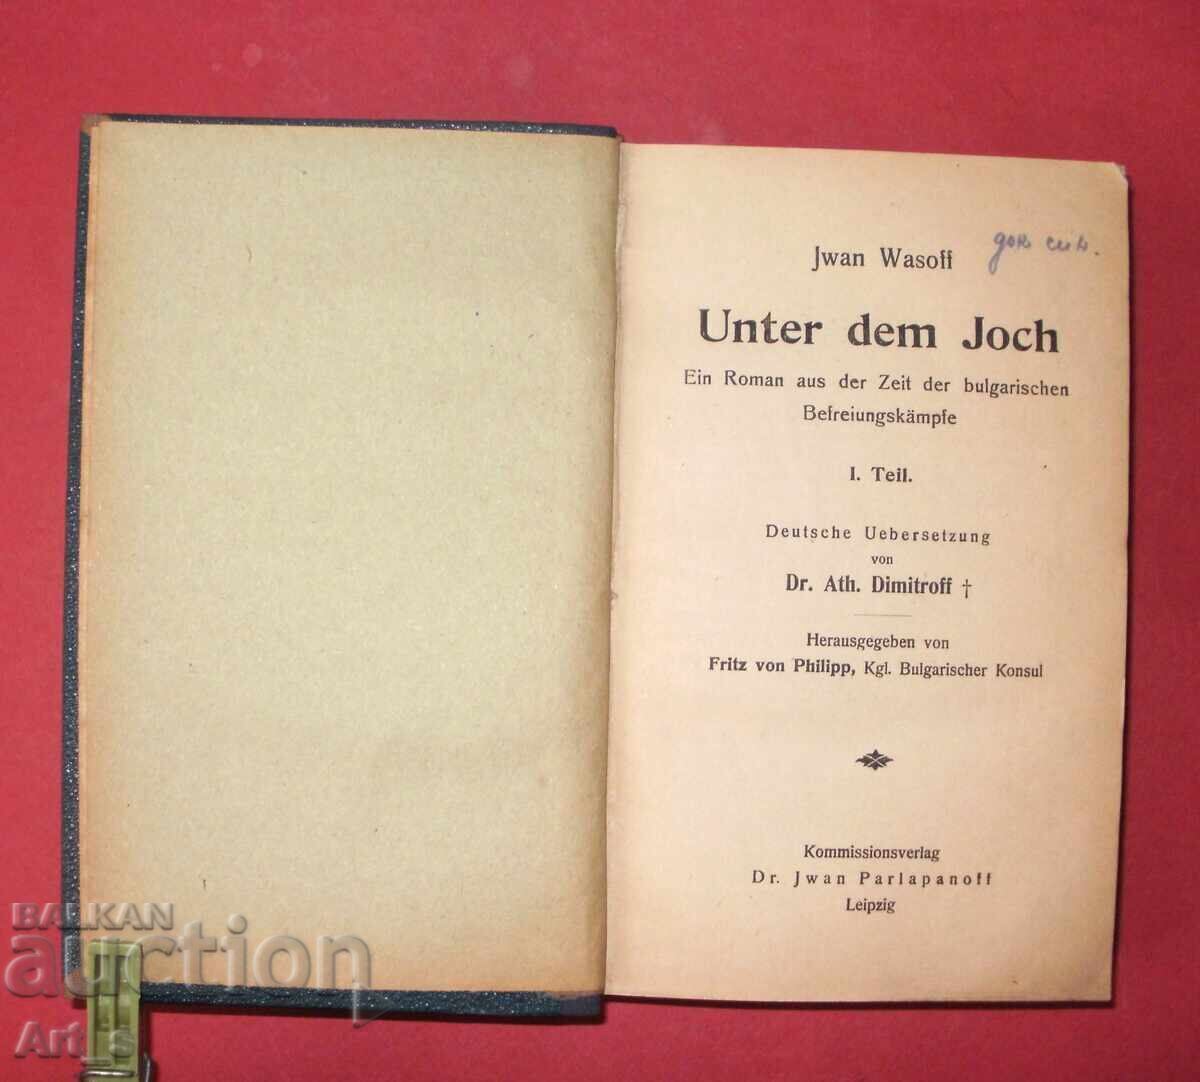 Jwan Wasoff
Unter dem Joch
Ein Roman aus der Zeit der bulgarischen
Befreiungskämpfe
I. Teil.
Deutsche Uebersetzung
von
Dr. Ath. Dimitroff †
Herausgegeben von
Fritz von Philipp, Kgl. Bulgarischer Konsul
Kommissionsverlag
Dr. Jwan Parlapanoff
Leipzig
BALKAN
auction
Art_s